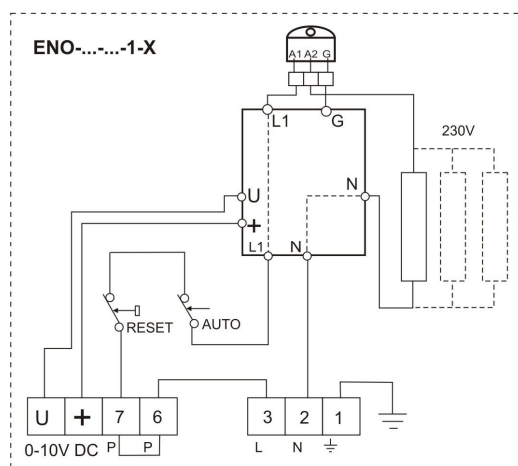 ENO-...-...-1-X
A1 A2 G
L1 G
230V
U
N
+
L1 N
RESET
AUTO
U + 7 6 3 2 1
0-10V DC P P L N